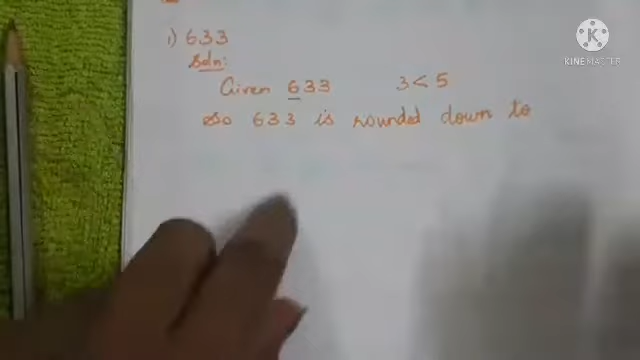 1) 633
Soln:
Given 633 3 < 5
So 633 is rounded down to
KINEMASTER